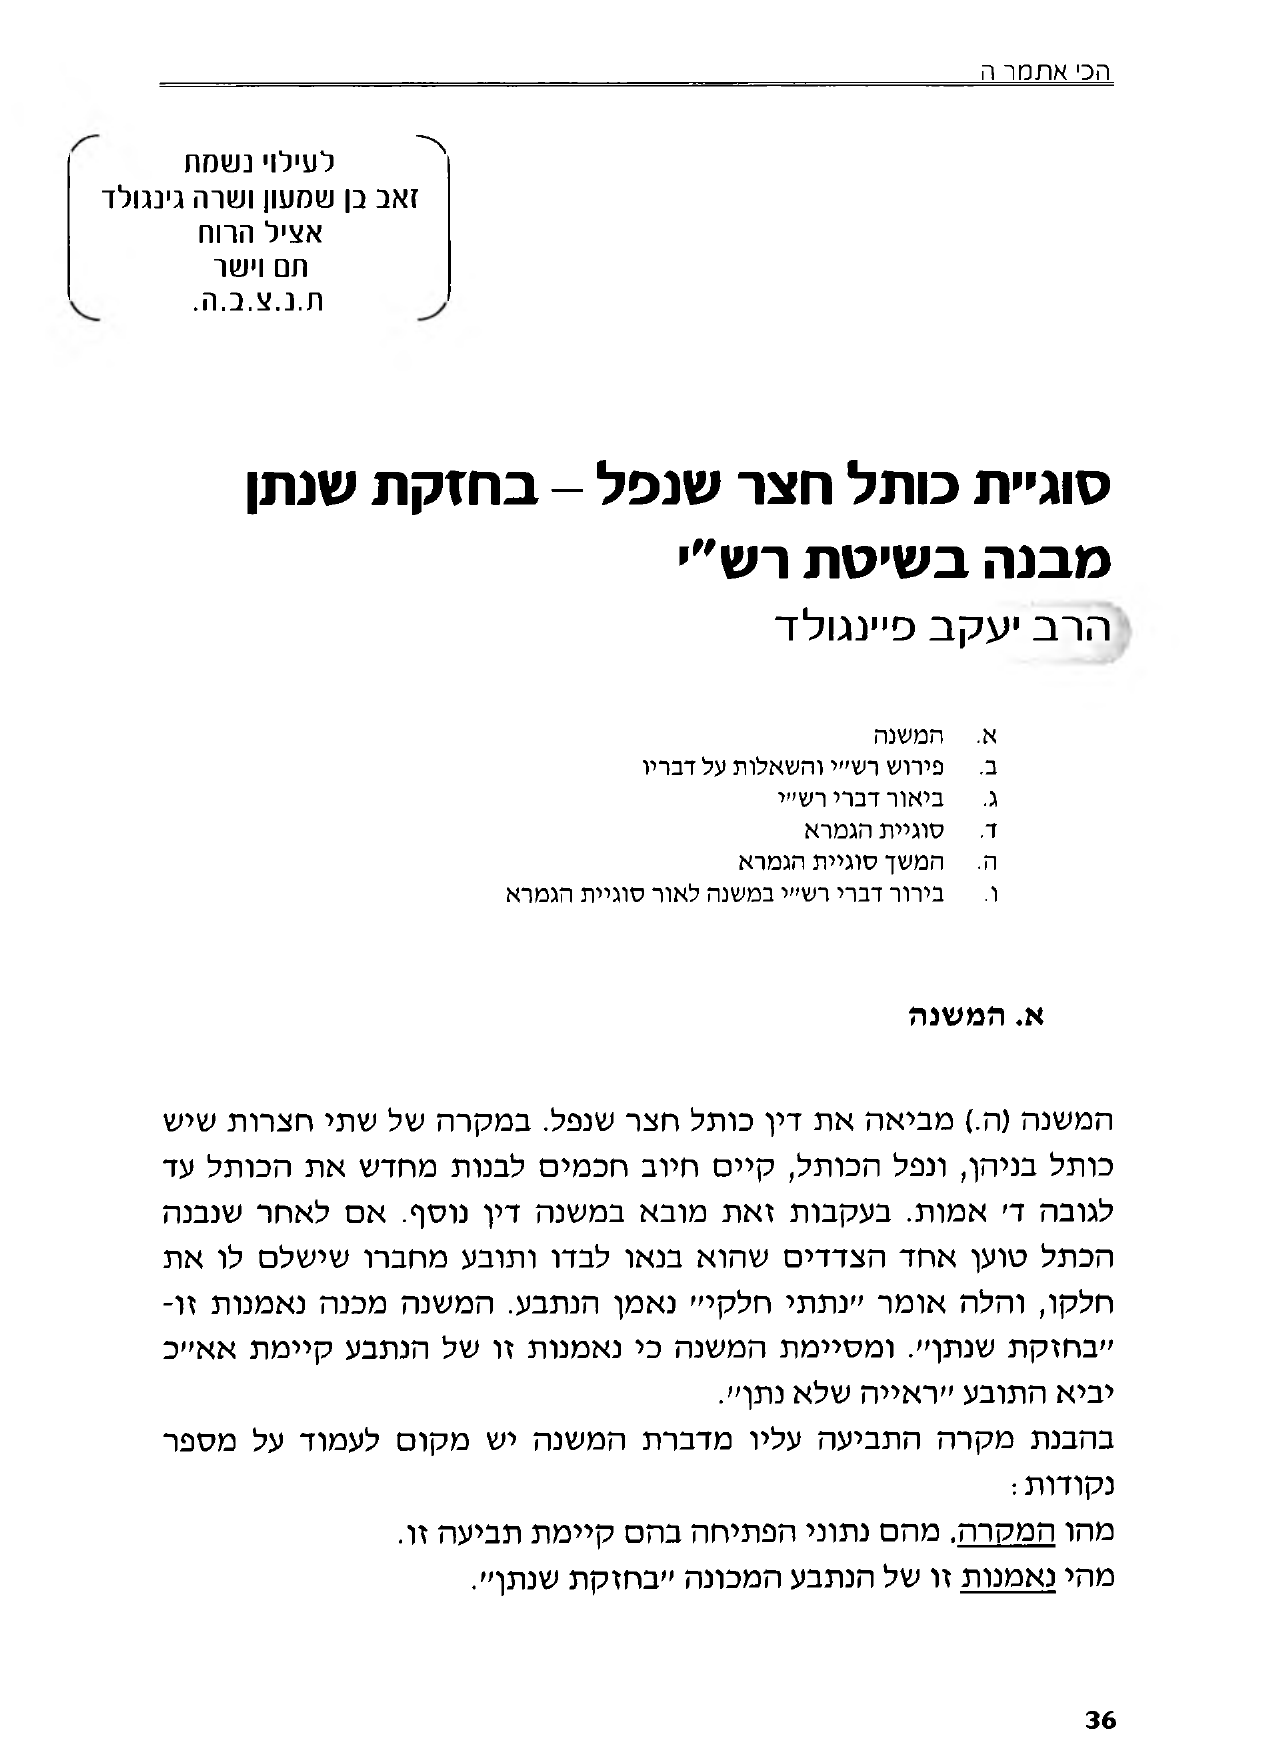 הכי אתמר ה
לעילוי נשמת
זאב בן שמעון ושרה גינגולד
אציל הרוח
תם וישר
ת.נ.צ.ב.ה.
סוגיית כותל חצר שנפל – בחזקת שנתן
מבנה בשיטת רש"י
הרב יעקב פיינגולד
א. המשנה
ב. פירוש רש"י והשאלות על דבריו
ג. ביאור דברי רש"י
ד. סוגיית הגמרא
ה. המשך סוגיית הגמרא
ו. בירור דברי רש"י במשנה לאור סוגיית הגמרא
א. המשנה
המשנה (ה.) מביאה את דין כותל חצר שנפל. במקרה של שתי חצרות שיש
כותל בניהן, ונפל הכותל, קיים חיוב חכמים לבנות מחדש את הכותל עד
לגובה ד' אמות. בעקבות זאת מובא במשנה דין נוסף. אם לאחר שנבנה
הכתל טוען אחד הצדדים שהוא בנאו לבדו ותובע מחברו שישלם לו את
חלקו, והלה אומר "נתתי חלקי" נאמן הנתבע. המשנה מכנה נאמנות זו-
"בחזקת שנתן". ומסיימת המשנה כי נאמנות זו של הנתבע קיימת אא"כ
יביא התובע "ראייה שלא נתן".
בהבנת מקרה התביעה עליו מדברת המשנה יש מקום לעמוד על מספר
נקודות:
מהו המקרה. מהם נתוני הפתיחה בהם קיימת תביעה זו.
מהי נאמנות זו של הנתבע המכונה "בחזקת שנתן".
36